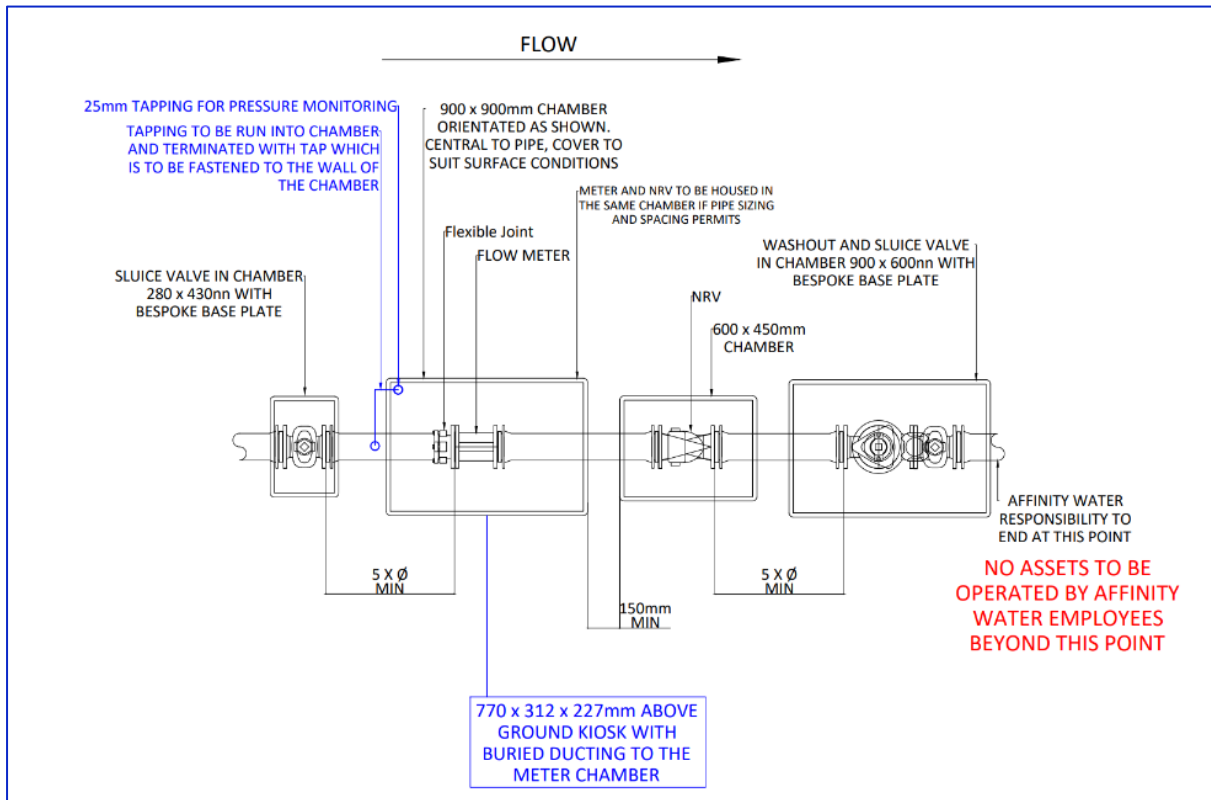 FLOW
25mm TAPPING FOR PRESSURE MONITORING
TAPPING TO BE RUN INTO CHAMBER
AND TERMINATED WITH TAP WHICH
IS TO BE FASTENED TO THE WALL OF
THE CHAMBER
900 x 900mm CHAMBER
ORIENTATED AS SHOWN.
CENTRAL TO PIPE, COVER TO
SUIT SURFACE CONDITIONS
METER AND NRV TO BE HOUSED IN
THE SAME CHAMBER IF PIPE SIZING
AND SPACING PERMITS
Flexible Joint
FLOW METER
SLUICE VALVE IN CHAMBER
280 x 430nn WITH
BESPOKE BASE PLATE
WASHOUT AND SLUICE VALVE
IN CHAMBER 900 x 600nn WITH
BESPOKE BASE PLATE
NRV
600 x 450mm
CHAMBER
AFFINITY WATER
RESPONSIBILITY TO
END AT THIS POINT
NO ASSETS TO BE
OPERATED BY AFFINITY
WATER EMPLOYEES
BEYOND THIS POINT
5 X Ø
MIN
150mm
MIN
5 X Ø
MIN
770 x 312 x 227mm ABOVE
GROUND KIOSK WITH
BURIED DUCTING TO THE
METER CHAMBER